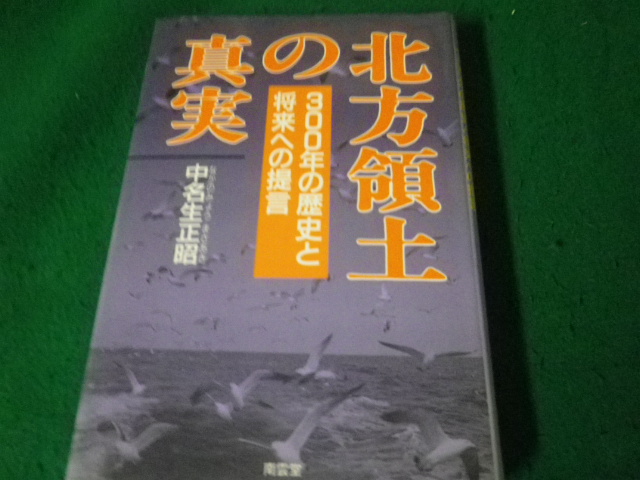 北方領土
の
真実
300年の歴史と
将来への提言
中名生正昭
南雲堂